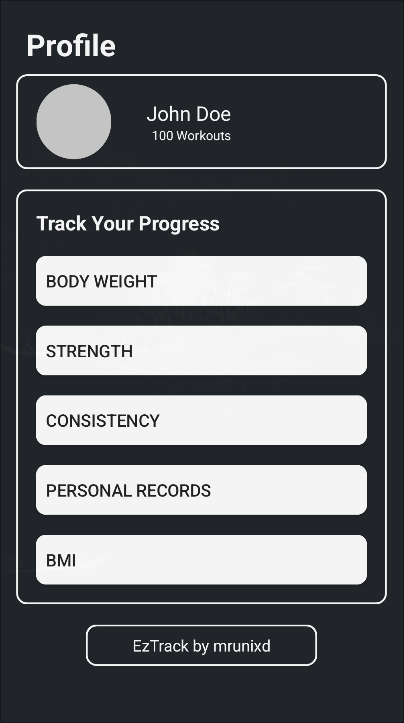 Profile
John Doe
100 Workouts
Track Your Progress
BODY WEIGHT
STRENGTH
CONSISTENCY
PERSONAL RECORDS
BMI
EzTrack by mrunixd